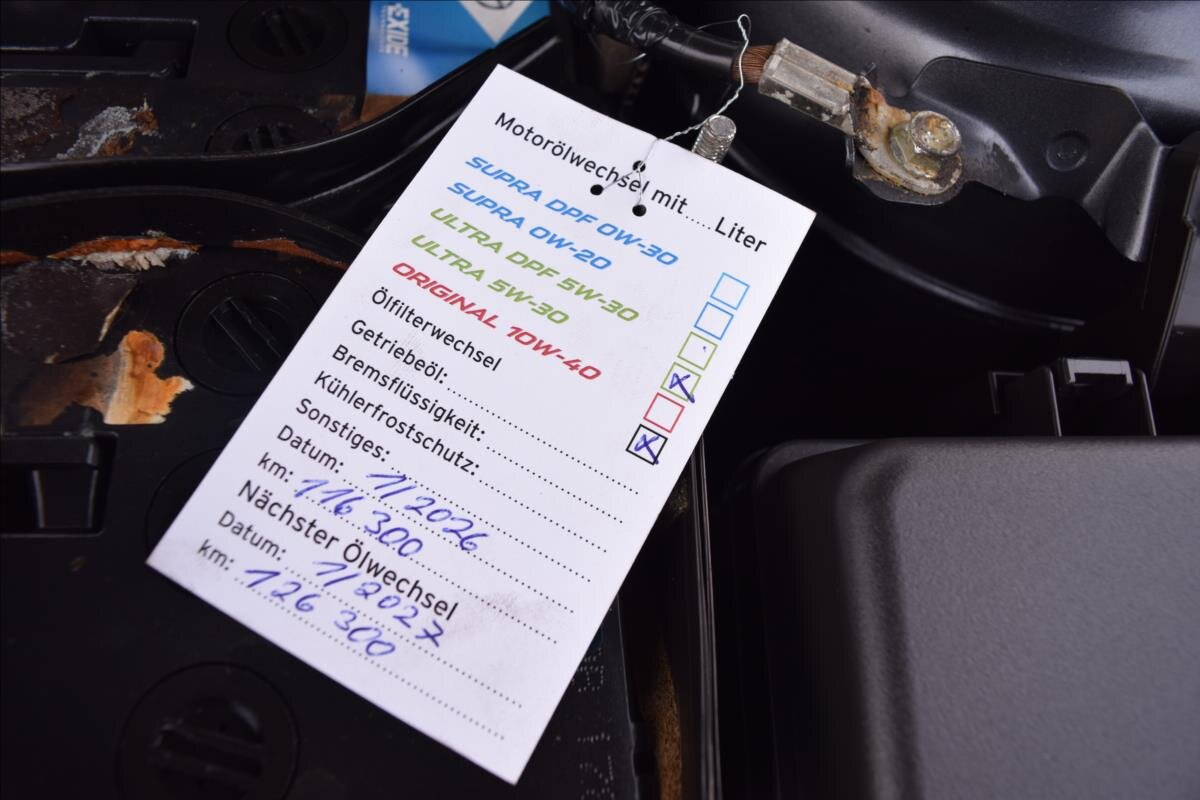 EXIDE
Motorölwechsel mit.....Liter
SUPRA DPF 0W-30
SUPRA 0W-20
ULTRA DPF 5W-30
ULTRA 5W-30
ORIGINAL 10W-40
Ölfilterwechsel
Getriebeöl:
Bremsflüssigkeit:
Kühlerfrostschutz:
Sonstiges:
Datum: 1/2026
km: 116 300
Nächster Ölwechsel
Datum: 1/2027
km: 126 300